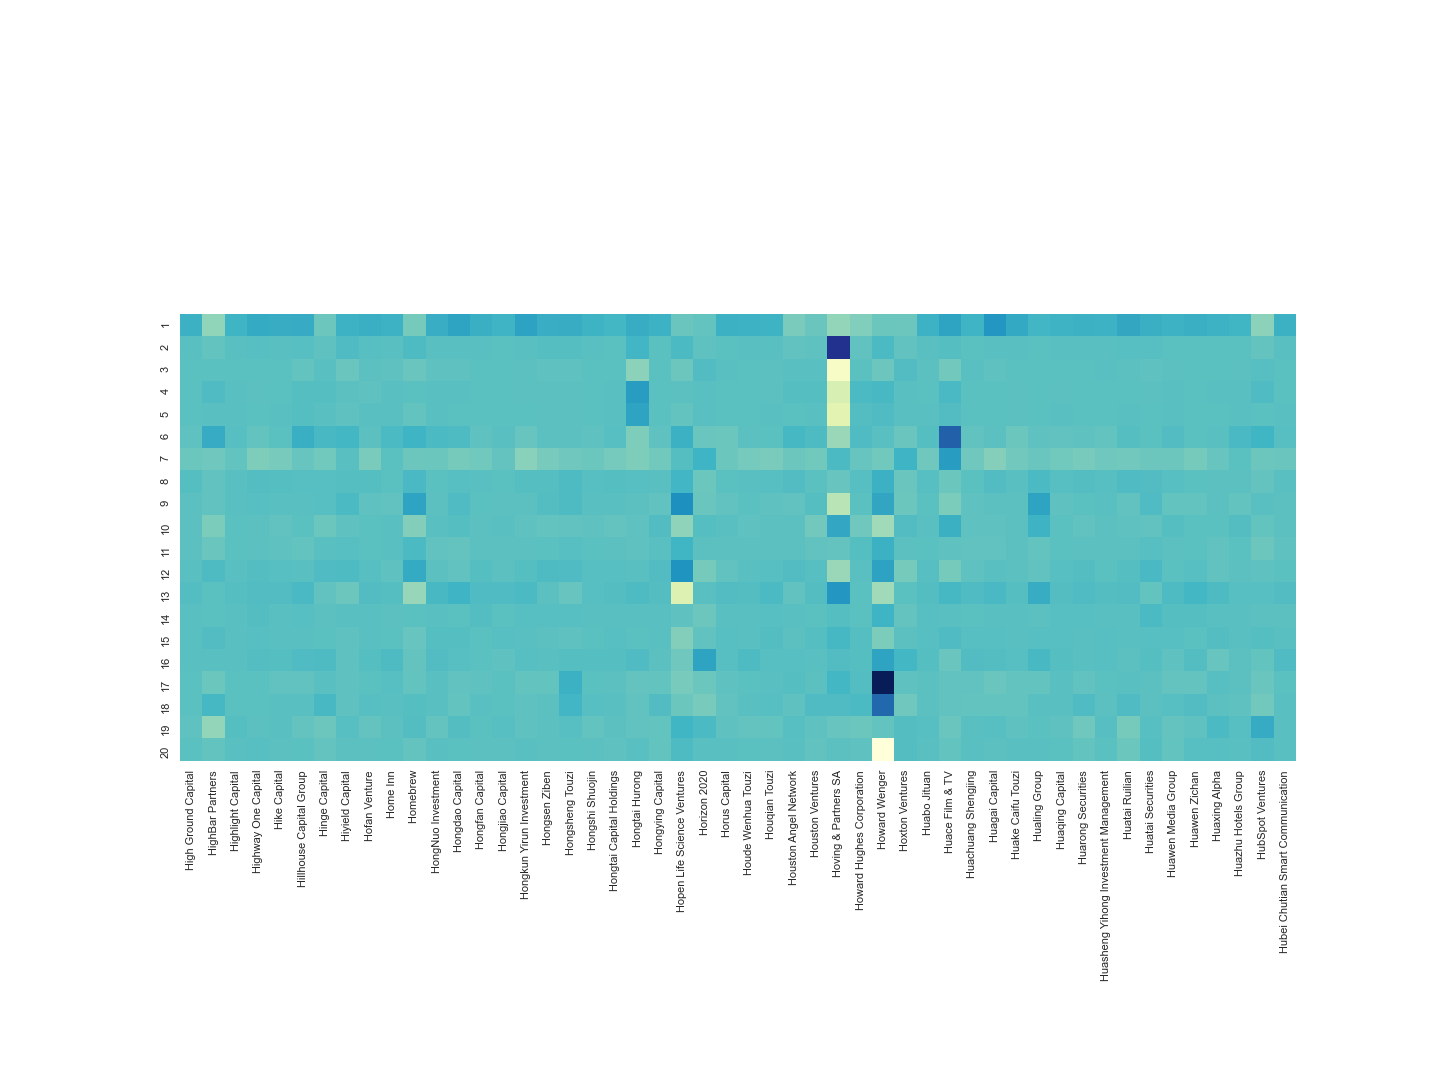 1
2
3
4
5
6
7
8
9
10
11
12
13
14
15
16
17
18
19
20
High Ground Capital
HighBar Partners
Highlight Capital
Highway One Capital
Hike Capital
Hillhouse Capital Group
Hinge Capital
Hiyield Capital
Hofan Venture
Home Inn
Homebrew
HongNuo Investment
Hongdao Capital
Hongfan Capital
Hongjiao Capital
Hongkun Yirun Investment
Hongsen Ziben
Hongsheng Touzi
Hongshi Shuojin
Hongtai Capital Holdings
Hongtai Hurong
Hongying Capital
Hopen Life Science Ventures
Horizon 2020
Horus Capital
Houde Wenhua Touzi
Houqian Touzi
Houston Angel Network
Houston Ventures
Hoving & Partners SA
Howard Hughes Corporation
Howard Wenger
Hoxton Ventures
Huabo Jituan
Huace Film & TV
Huachuang Shengjing
Huagai Capital
Huake Caifu Touzi
Hualing Group
Huaqing Capital
Huarong Securities
Huasheng Yihong Investment Management
Huatai Ruilian
Huatai Securities
Huawen Media Group
Huawen Zichan
Huaxing Alpha
Huazhu Hotels Group
HubSpot Ventures
Hubei Chutian Smart Communication